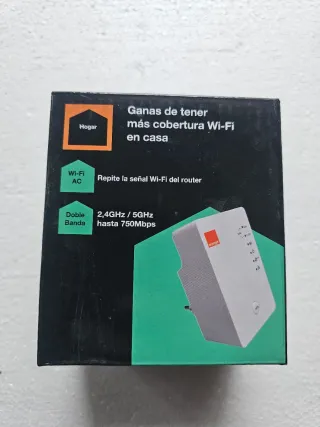 Hogar
Ganas de tener
más cobertura Wi-Fi
en casa
Wi-Fi
AC
Repite la señal Wi-Fi del router
Doble
Banda
2,4GHz / 5GHz
hasta 750Mbps